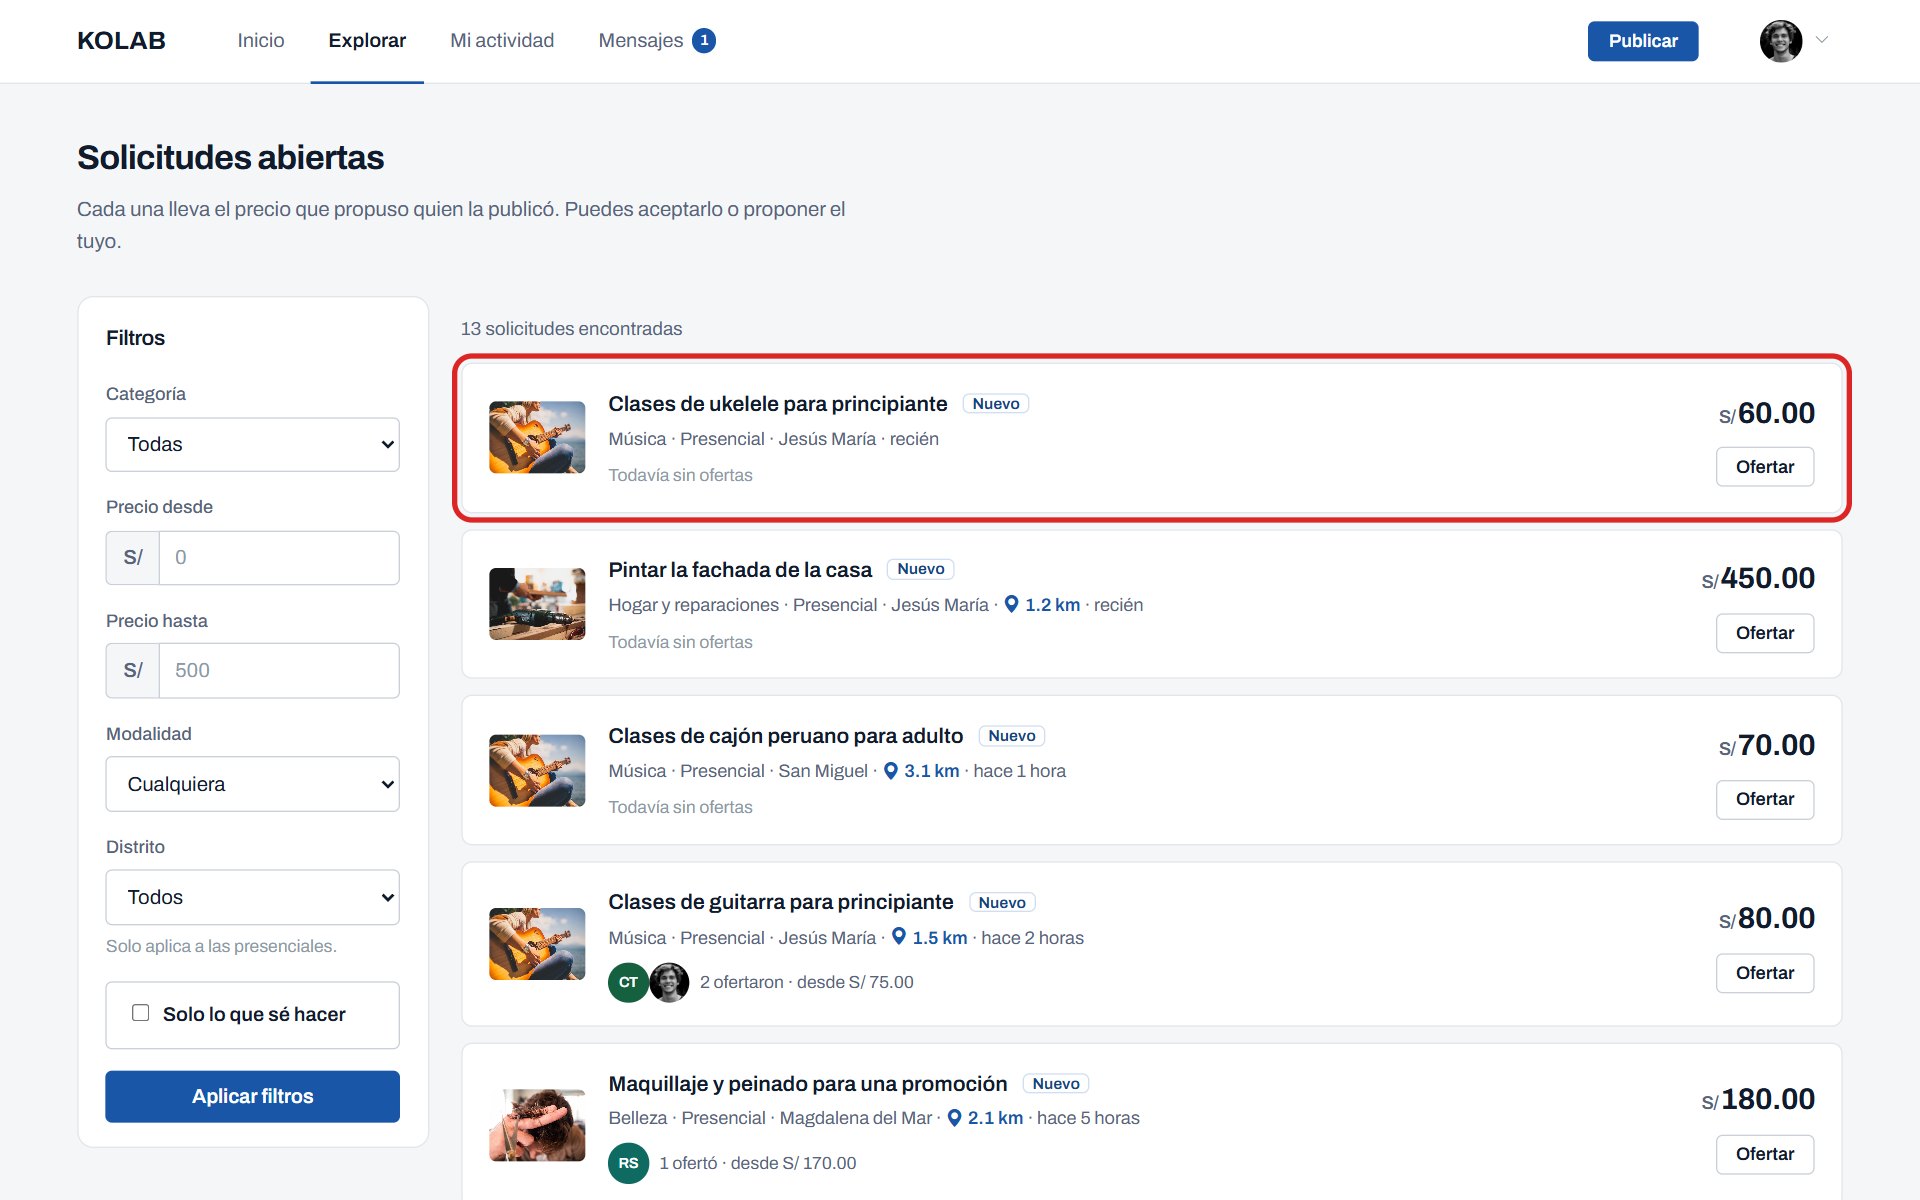 KOLAB
Inicio
Explorar
Mi actividad
Mensajes 1
Publicar
Solicitudes abiertas
Cada una lleva el precio que propuso quien la publicó. Puedes aceptarlo o proponer el
tuyo.
Filtros
Categoría
Todas
Precio desde
S/ 0
Precio hasta
S/ 500
Modalidad
Cualquiera
Distrito
Todos
Solo aplica a las presenciales.
Solo lo que sé hacer
Aplicar filtros
13 solicitudes encontradas
Clases de ukelele para principiante Nuevo
Música · Presencial · Jesús María · recién
Todavía sin ofertas
S/60.00
Ofertar
Pintar la fachada de la casa Nuevo
Hogar y reparaciones · Presencial · Jesús María · 1.2 km · recién
Todavía sin ofertas
S/450.00
Ofertar
Clases de cajón peruano para adulto Nuevo
Música · Presencial · San Miguel · 3.1 km · hace 1 hora
Todavía sin ofertas
S/70.00
Ofertar
Clases de guitarra para principiante Nuevo
Música · Presencial · Jesús María · 1.5 km · hace 2 horas
CT 2 ofertaron · desde S/ 75.00
S/80.00
Ofertar
Maquillaje y peinado para una promoción Nuevo
Belleza · Presencial · Magdalena del Mar · 2.1 km · hace 5 horas
RS 1 ofertó · desde S/ 170.00
S/180.00
Ofertar